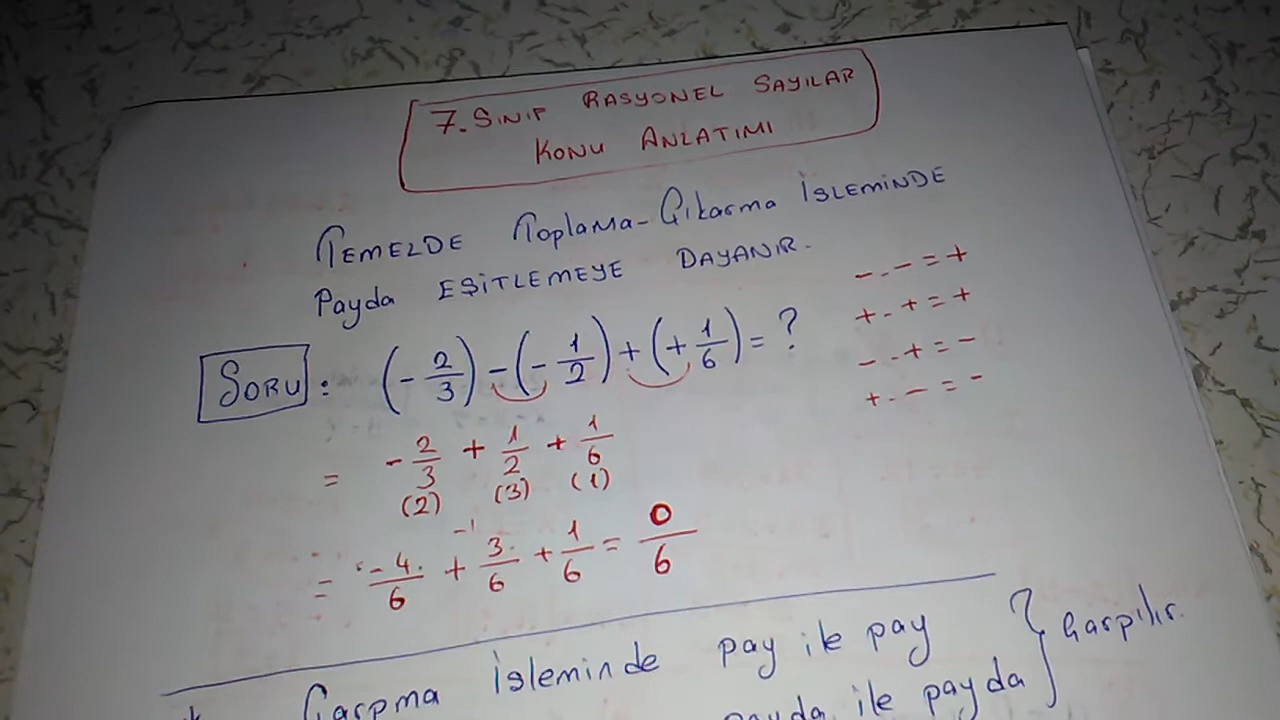 7. SINIF RASYONEL SAYILAR
KONU ANLATIMI
TEMELDE Toplama-Çıkarma İŞLEMİNDE
Payda EŞİTLEMEYE DAYANIR.
- . - = +
+ . + = +
- . + = -
+ . - = -
SORU : (- 2/3) - (- 1/2) + (+ 1/6) = ?
= - 2/3 + 1/2 + 1/6
(2) (3) (1)
-1
= -4/6 + 3/6 + 1/6 = 0/6
Çarpma işleminde pay ile pay
payda ile payda } Çarpılır.